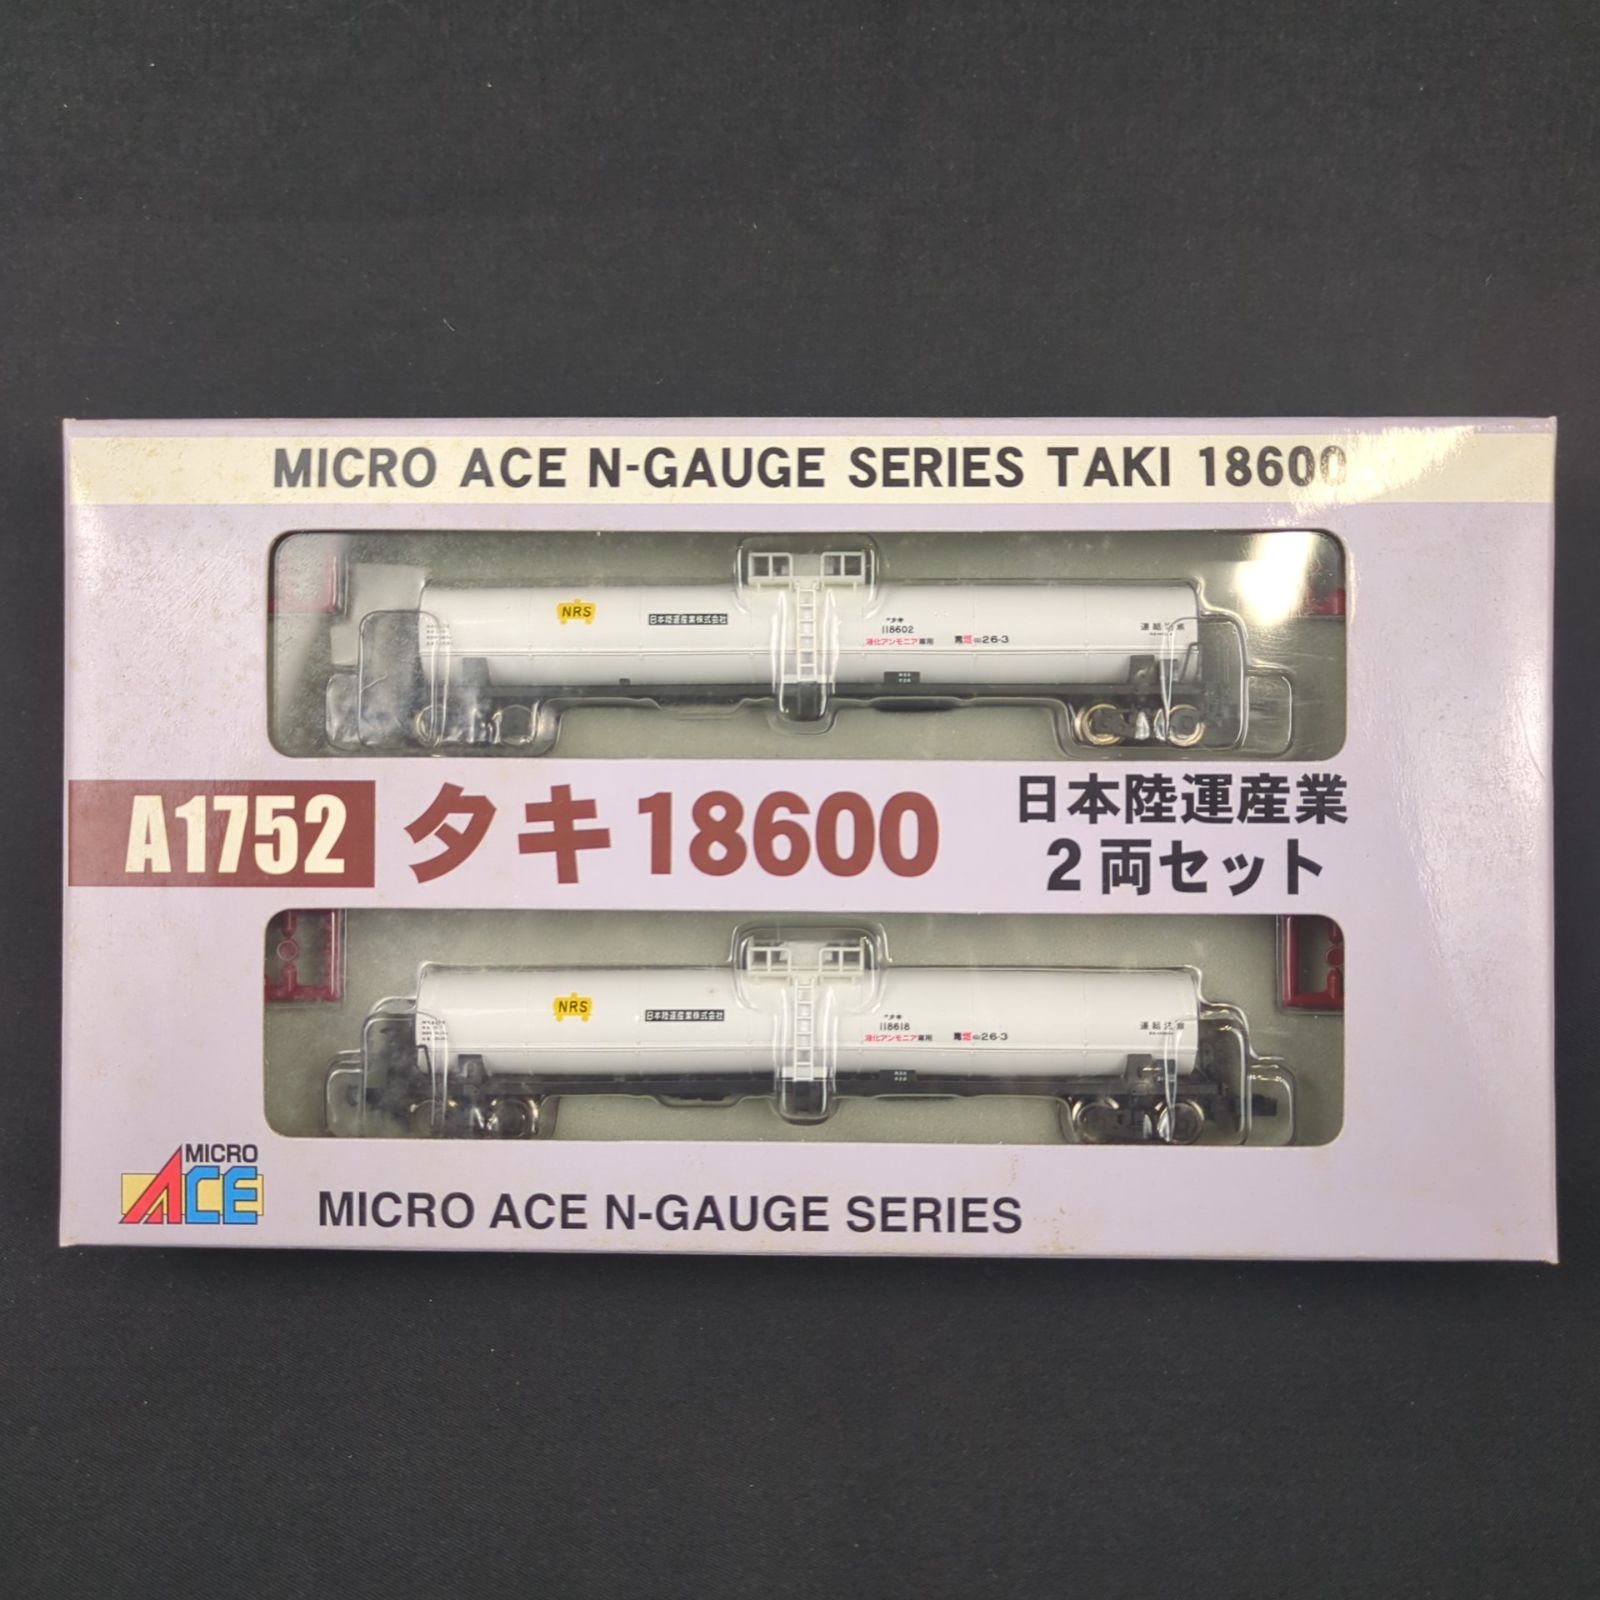 MICRO ACE N-GAUGE SERIES TAKI 18600
NRS
日本陸運産業株式会社
タキ
118602
液化アンモニア専用
26-3
A1752
タキ18600
日本陸運産業
2両セット
NRS
日本陸運産業株式会社
タキ
118618
液化アンモニア専用
26-3
MICRO
ACE
MICRO ACE N-GAUGE SERIES